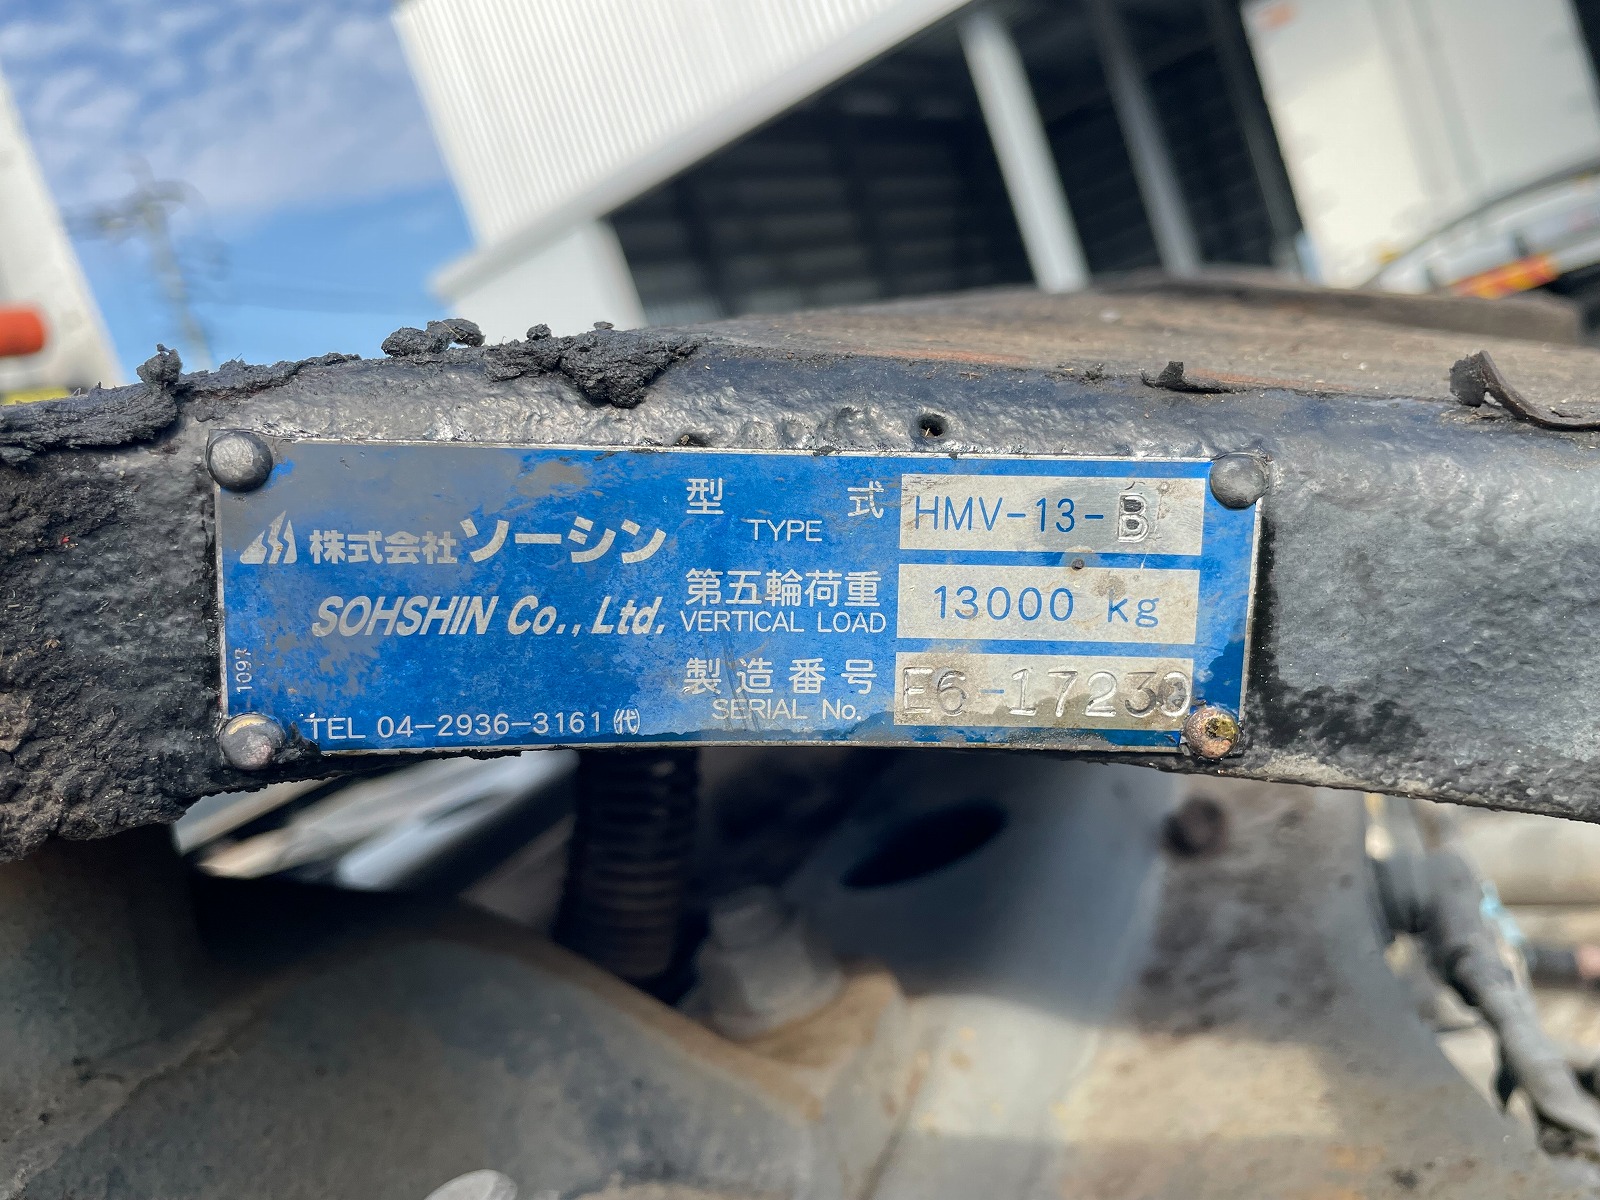 株式会社ソーシン
SOHSHIN Co., Ltd.
TEL 04-2936-3161 (代)
1097
型式 HMV-13-B
TYPE
第五輪荷重 13000 kg
VERTICAL LOAD
製造番号 E6-17230
SERIAL No.